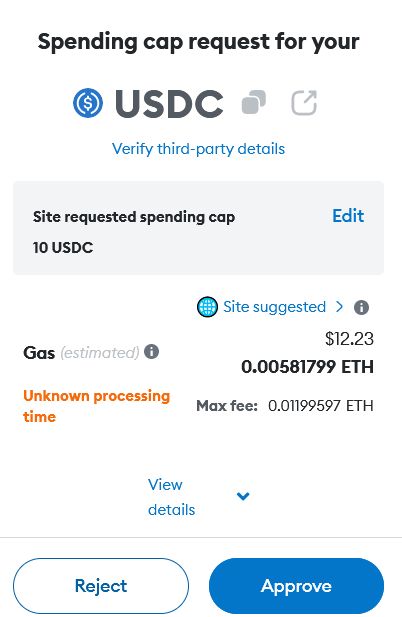 Spending cap request for your
USDC
Verify third-party details
Site requested spending cap
Edit
10 USDC
Site suggested
Gas (estimated)
$12.23
0.00581799 ETH
Unknown processing
time
Max fee: 0.01199597 ETH
View
details
Reject
Approve